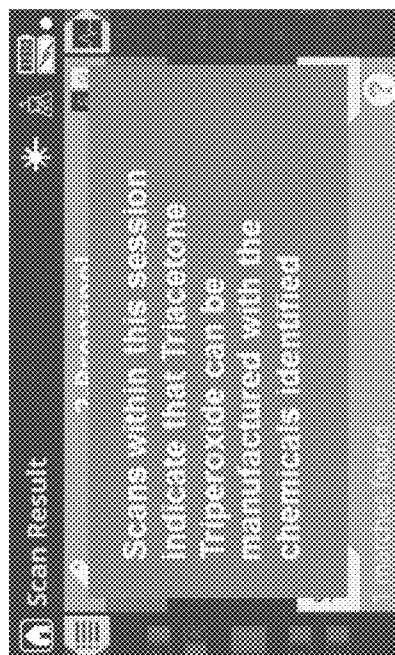 Scan Result
Scans within this session
indicate that Triacetone
Triperoxide can be
manufactured with the
chemicals identified
?